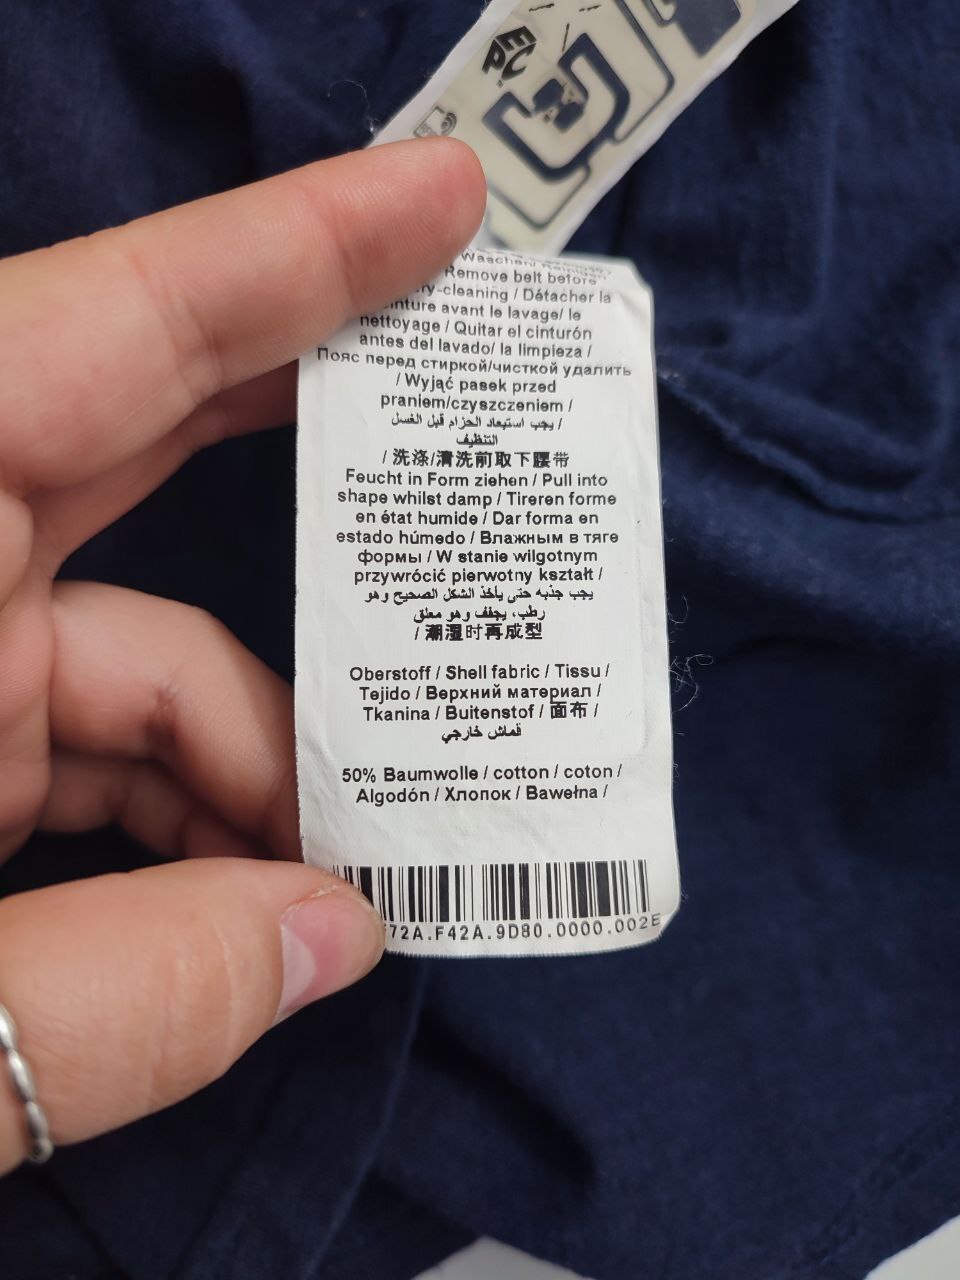 EPC
Waschen/ Reinigen
Remove belt before
-cleaning / Détacher la
avant le lavage/ le
nettoyage / Quitar el cinturón
antes del lavado/ la limpieza /
Пояс перед стиркой/чисткой удалить
/ Wyjąć pasek przed
praniem/czyszczeniem /
/ يجب استبعاد الحزام قبل الغسل
التنظيف
/ 洗涤/清洗前取下腰带
Feucht in Form ziehen / Pull into
shape whilst damp / Tireren forme
en état humide / Dar forma en
estado húmedo / Влажным в тяге
формы / W stanie wilgotnym
przywrócić pierwotny kształt /
يجب جذبه حتى يأخذ الشكل الصحيح وهو
رطب، يجفف وهو معلق
/ 潮湿时再成型
Oberstoff / Shell fabric / Tissu /
Tejido / Верхний материал /
Tkanina / Buitenstof / 面布 /
قماش خارجي
50% Baumwolle / cotton / coton /
Algodón / Хлопок / Bawełna /
72A.F42A.9D80.0000.002E